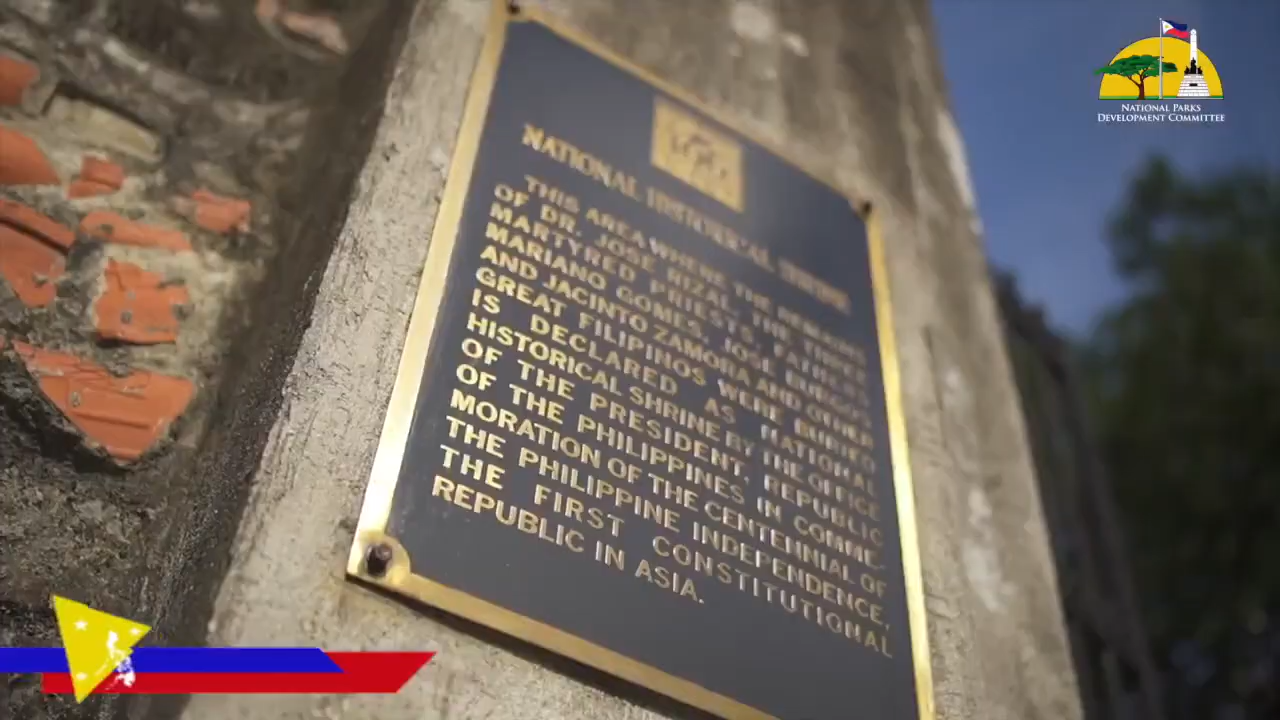 NATIONAL PARKS
DEVELOPMENT COMMITTEE
NATIONAL HISTORICAL SHRINE
THIS AREA WHERE THE REMAINS
OF DR. JOSE RIZAL, THE THREE
MARTYRED PRIESTS, FATHERS
MARIANO GOMES, JOSE BURGOS
AND JACINTO ZAMORA AND OTHER
GREAT FILIPINOS WERE BURIED
IS DECLARED AS NATIONAL
HISTORICAL SHRINE BY THE OFFICE
OF THE PRESIDENT, REPUBLIC
OF THE PHILIPPINES IN COMME-
MORATION OF THE CENTENNIAL OF
THE PHILIPPINE INDEPENDENCE,
THE FIRST CONSTITUTIONAL
REPUBLIC IN ASIA.